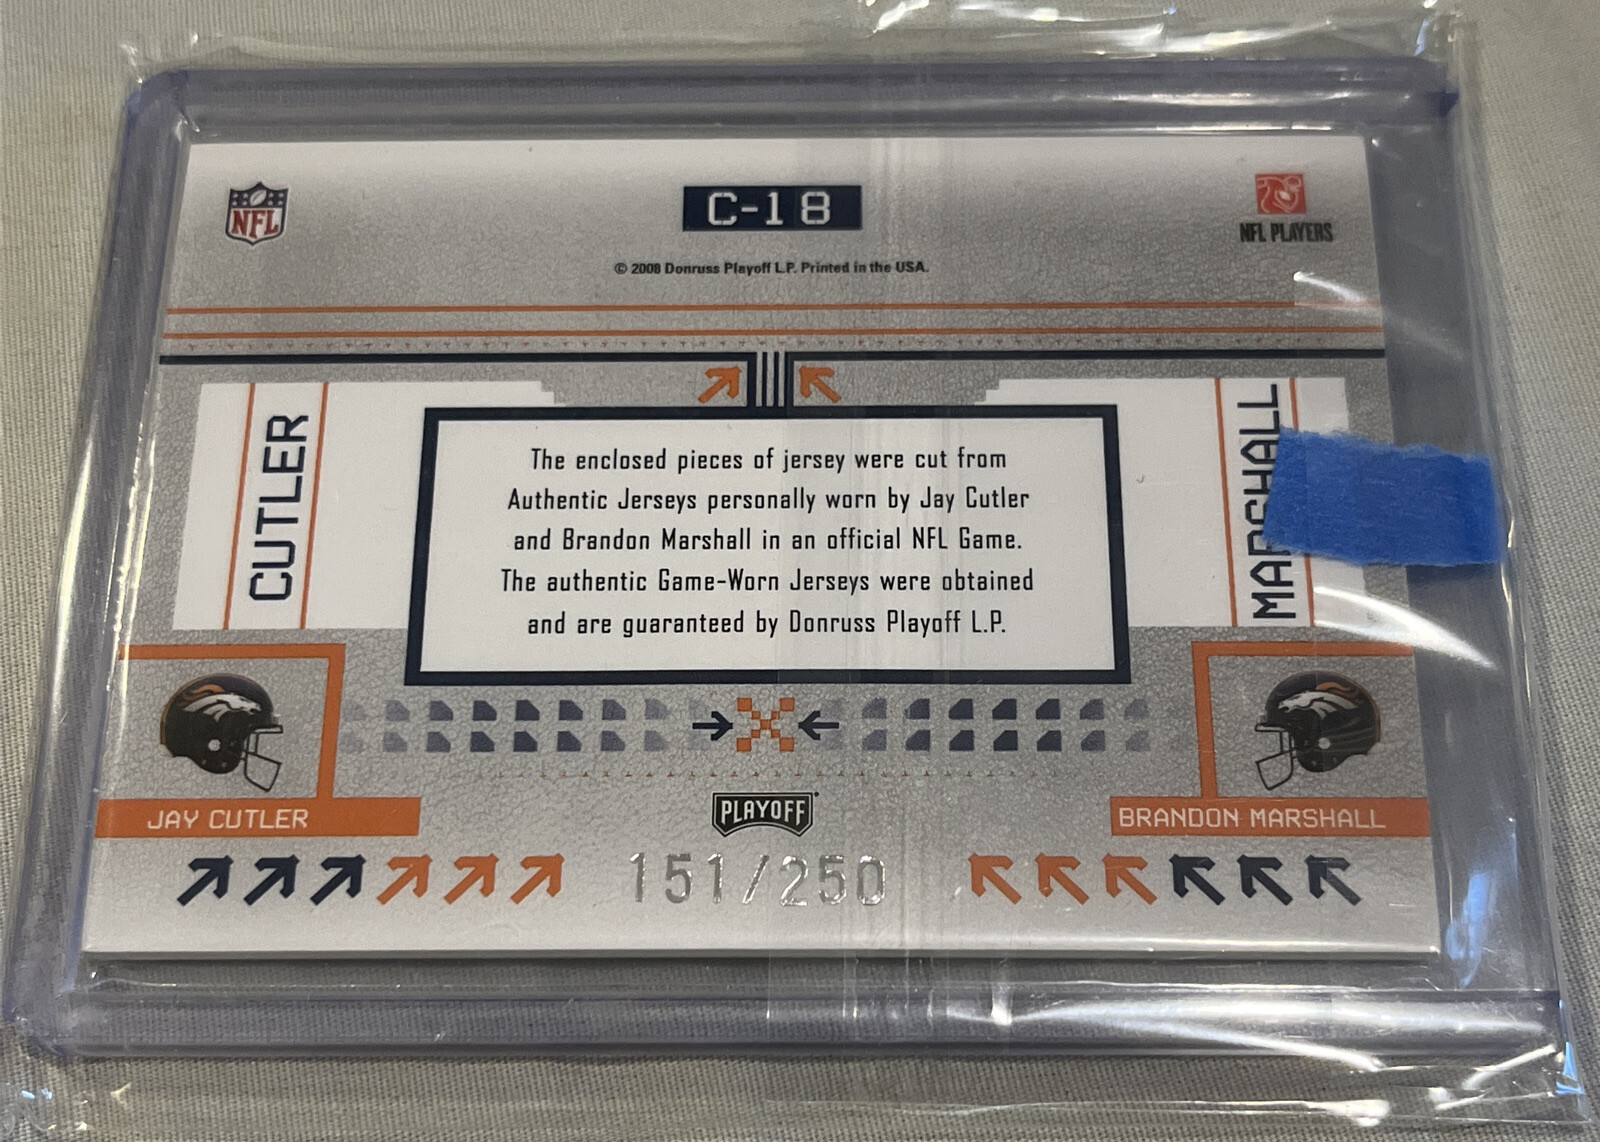 NFL
C-18
NFL PLAYERS
© 2008 Donruss Playoff L.P. Printed in the USA.
CUTLER
MARSHALL
The enclosed pieces of jersey were cut from
Authentic Jerseys personally worn by Jay Cutler
and Brandon Marshall in an official NFL Game.
The authentic Game-Worn Jerseys were obtained
and are guaranteed by Donruss Playoff L.P.
JAY CUTLER
PLAYOFF
BRANDON MARSHALL
151/250